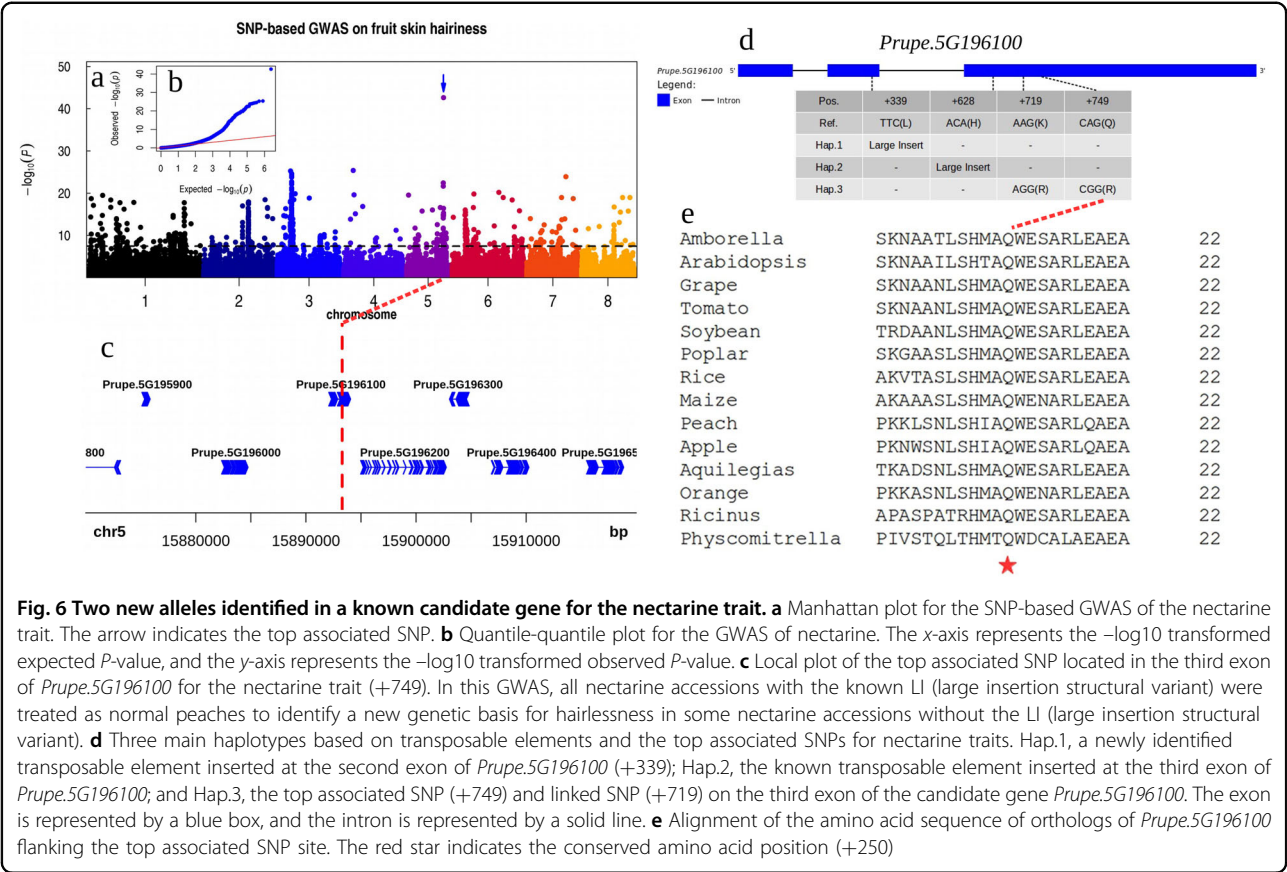 SNP-based GWAS on fruit skin hairiness
a
50
40
30
20
10
−log10(P)
1 2 3 4 5 6 7 8
chromosome
b
40
30
20
10
0
Observed −log10(p)
0 1 2 3 4 5 6
Expected −log10(p)
c
Prupe.5G195900 Prupe.5G196100 Prupe.5G196300
800 Prupe.5G196000 Prupe.5G196200 Prupe.5G196400 Prupe.5G1965
chr5 15880000 15890000 15900000 15910000 bp
d
Prupe.5G196100
Prupe.5G196100 5' 3'
Legend:
Exon Intron
Pos. +339 +628 +719 +749
Ref. TTC(L) ACA(H) AAG(K) CAG(Q)
Hap.1 Large Insert - - -
Hap.2 - Large Insert - -
Hap.3 - - AGG(R) CGG(R)
e
Amborella SKNAATLSHMAQWESARLEAEA 22
Arabidopsis SKNAAILSHTAQWESARLEAEA 22
Grape SKNAANLSHMAQWESARLEAEA 22
Tomato SKNAANLSHMAQWESARLEAEA 22
Soybean TRDAANLSHMAQWESARLEAEA 22
Poplar SKGAASLSHMAQWESARLEAEA 22
Rice AKVTASLSHMAQWESARLEAEA 22
Maize AKAAASLSHMAQWENARLEAEA 22
Peach PKKLSNLSHIAQWESARLQAEA 22
Apple PKNWSNLSHIAQWESARLQAEA 22
Aquilegias TKADSNLSHMAQWESARLEAEA 22
Orange PKKASNLSHMAQWENARLEAEA 22
Ricinus APASPATRHMAQWESARLEAEA 22
Physcomitrella PIVSTQLTHMTQWDCALAEAEA 22
Fig. 6 Two new alleles identified in a known candidate gene for the nectarine trait. a Manhattan plot for the SNP-based GWAS of the nectarine
trait. The arrow indicates the top associated SNP. b Quantile-quantile plot for the GWAS of nectarine. The x-axis represents the –log10 transformed
expected P-value, and the y-axis represents the –log10 transformed observed P-value. c Local plot of the top associated SNP located in the third exon
of Prupe.5G196100 for the nectarine trait (+749). In this GWAS, all nectarine accessions with the known LI (large insertion structural variant) were
treated as normal peaches to identify a new genetic basis for hairlessness in some nectarine accessions without the LI (large insertion structural
variant). d Three main haplotypes based on transposable elements and the top associated SNPs for nectarine traits. Hap.1, a newly identified
transposable element inserted at the second exon of Prupe.5G196100 (+339); Hap.2, the known transposable element inserted at the third exon of
Prupe.5G196100; and Hap.3, the top associated SNP (+749) and linked SNP (+719) on the third exon of the candidate gene Prupe.5G196100. The exon
is represented by a blue box, and the intron is represented by a solid line. e Alignment of the amino acid sequence of orthologs of Prupe.5G196100
flanking the top associated SNP site. The red star indicates the conserved amino acid position (+250)